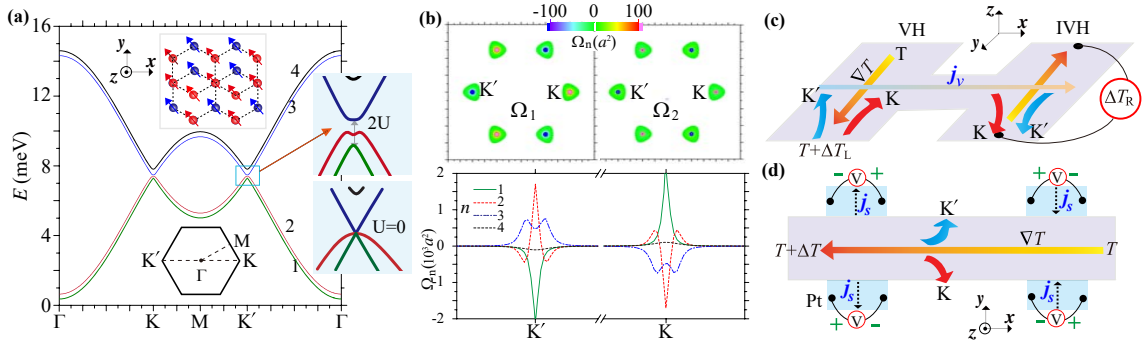 (a)
y
z
x
16
12
8
4
0
E (meV)
4
3
2
1
2U
U=0
K′
M
K
Γ
Γ
K
M
K′
Γ
(b)
-100
0
100
Ωn(a²)
K′
K
Ω1
K′
K
Ω2
2
1
0
-1
-2
Ωn(10³a²)
n
1
2
3
4
K′
K
(c)
VH
z
x
y
IVH
T
∇T
jv
K′
K
K
K′
ΔTR
T+ΔTL
(d)
- V +
js
- V +
js
K′
T+ΔT
∇T
T
K
Pt
js
+ V -
y
z
x
js
+ V -